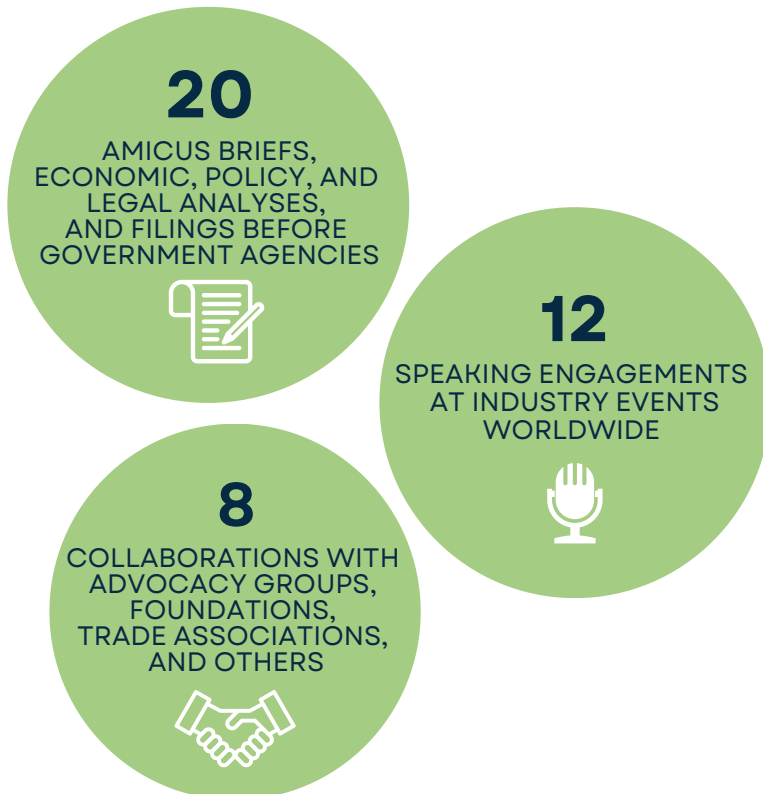 20
AMICUS BRIEFS,
ECONOMIC, POLICY, AND
LEGAL ANALYSES,
AND FILINGS BEFORE
GOVERNMENT AGENCIES
12
SPEAKING ENGAGEMENTS
AT INDUSTRY EVENTS
WORLDWIDE
8
COLLABORATIONS WITH
ADVOCACY GROUPS,
FOUNDATIONS,
TRADE ASSOCIATIONS,
AND OTHERS